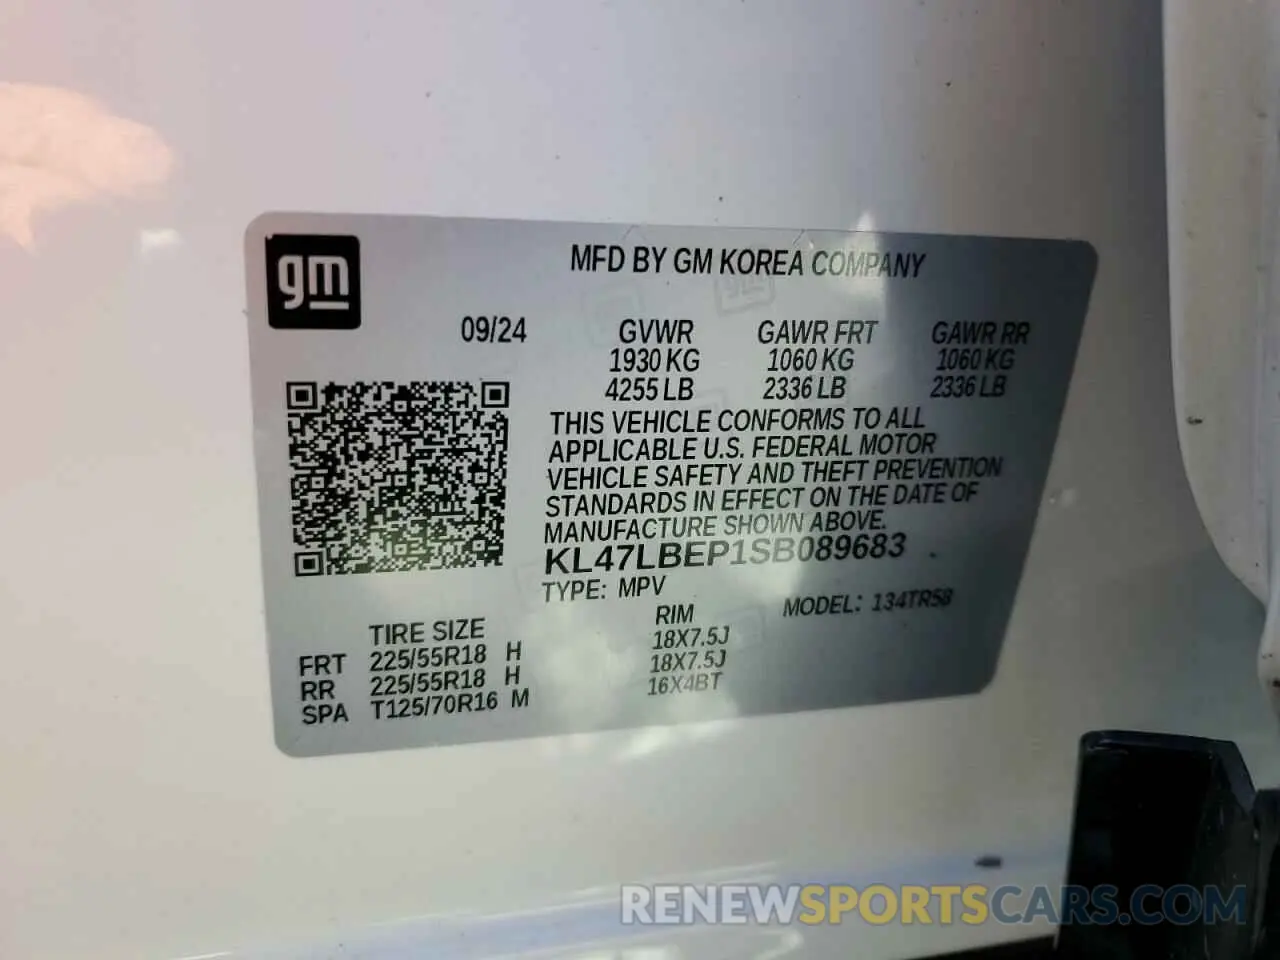 gm
MFD BY GM KOREA COMPANY
09/24 GVWR GAWR FRT GAWR RR
1930 KG 1060 KG 1060 KG
4255 LB 2336 LB 2336 LB
THIS VEHICLE CONFORMS TO ALL
APPLICABLE U.S. FEDERAL MOTOR
VEHICLE SAFETY AND THEFT PREVENTION
STANDARDS IN EFFECT ON THE DATE OF
MANUFACTURE SHOWN ABOVE.
KL47LBEP1SB089683
TYPE: MPV MODEL: 134TR58
TIRE SIZE RIM
FRT 225/55R18 H 18X7.5J
RR 225/55R18 H 18X7.5J
SPA T125/70R16 M 16X4BT
RENEWSPORTSCARS.COM